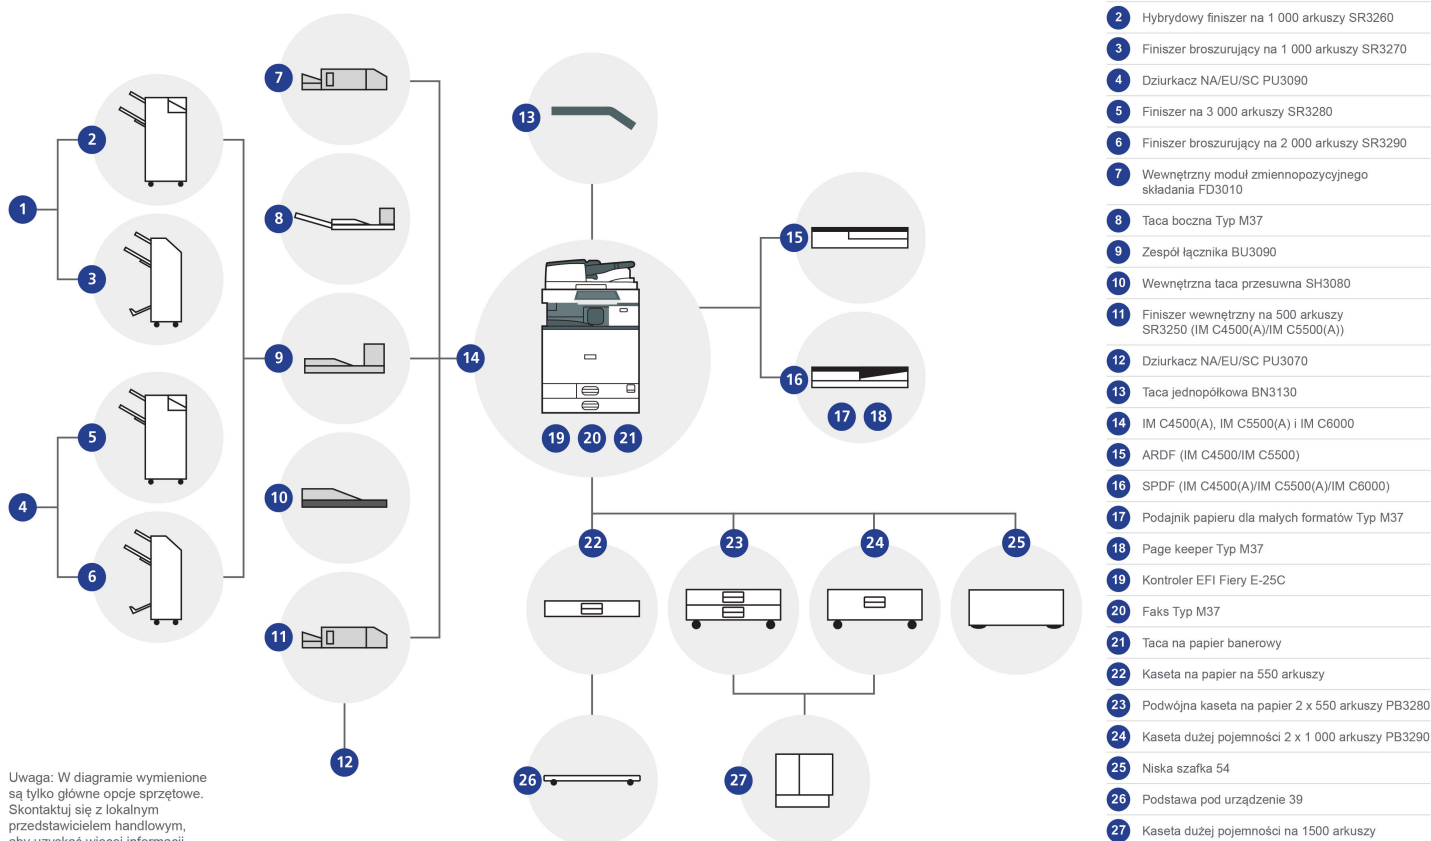 1
2
3
4
5
6
7
8
9
10
11
12
13
14
15
16
17
18
19
20
21
22
23
24
25
26
27
Uwaga: W diagramie wymienione
są tylko główne opcje sprzętowe.
Skontaktuj się z lokalnym
przedstawicielem handlowym,
aby uzyskać więcej informacji
2 Hybrydowy finiszer na 1 000 arkuszy SR3260
3 Finiszer broszurujący na 1 000 arkuszy SR3270
4 Dziurkacz NA/EU/SC PU3090
5 Finiszer na 3 000 arkuszy SR3280
6 Finiszer broszurujący na 2 000 arkuszy SR3290
7 Wewnętrzny moduł zmiennopozycyjnego
składania FD3010
8 Taca boczna Typ M37
9 Zespół łącznika BU3090
10 Wewnętrzna taca przesuwna SH3080
11 Finiszer wewnętrzny na 500 arkuszy
SR3250 (IM C4500(A)/IM C5500(A))
12 Dziurkacz NA/EU/SC PU3070
13 Taca jednopółkowa BN3130
14 IM C4500(A), IM C5500(A) i IM C6000
15 ARDF (IM C4500/IM C5500)
16 SPDF (IM C4500(A)/IM C5500(A)/IM C6000)
17 Podajnik papieru dla małych formatów Typ M37
18 Page keeper Typ M37
19 Kontroler EFI Fiery E-25C
20 Faks Typ M37
21 Taca na papier banerowy
22 Kaseta na papier na 550 arkuszy
23 Podwójna kaseta na papier 2 x 550 arkuszy PB3280
24 Kaseta dużej pojemności 2 x 1 000 arkuszy PB3290
25 Niska szafka 54
26 Podstawa pod urządzenie 39
27 Kaseta dużej pojemności na 1500 arkuszy